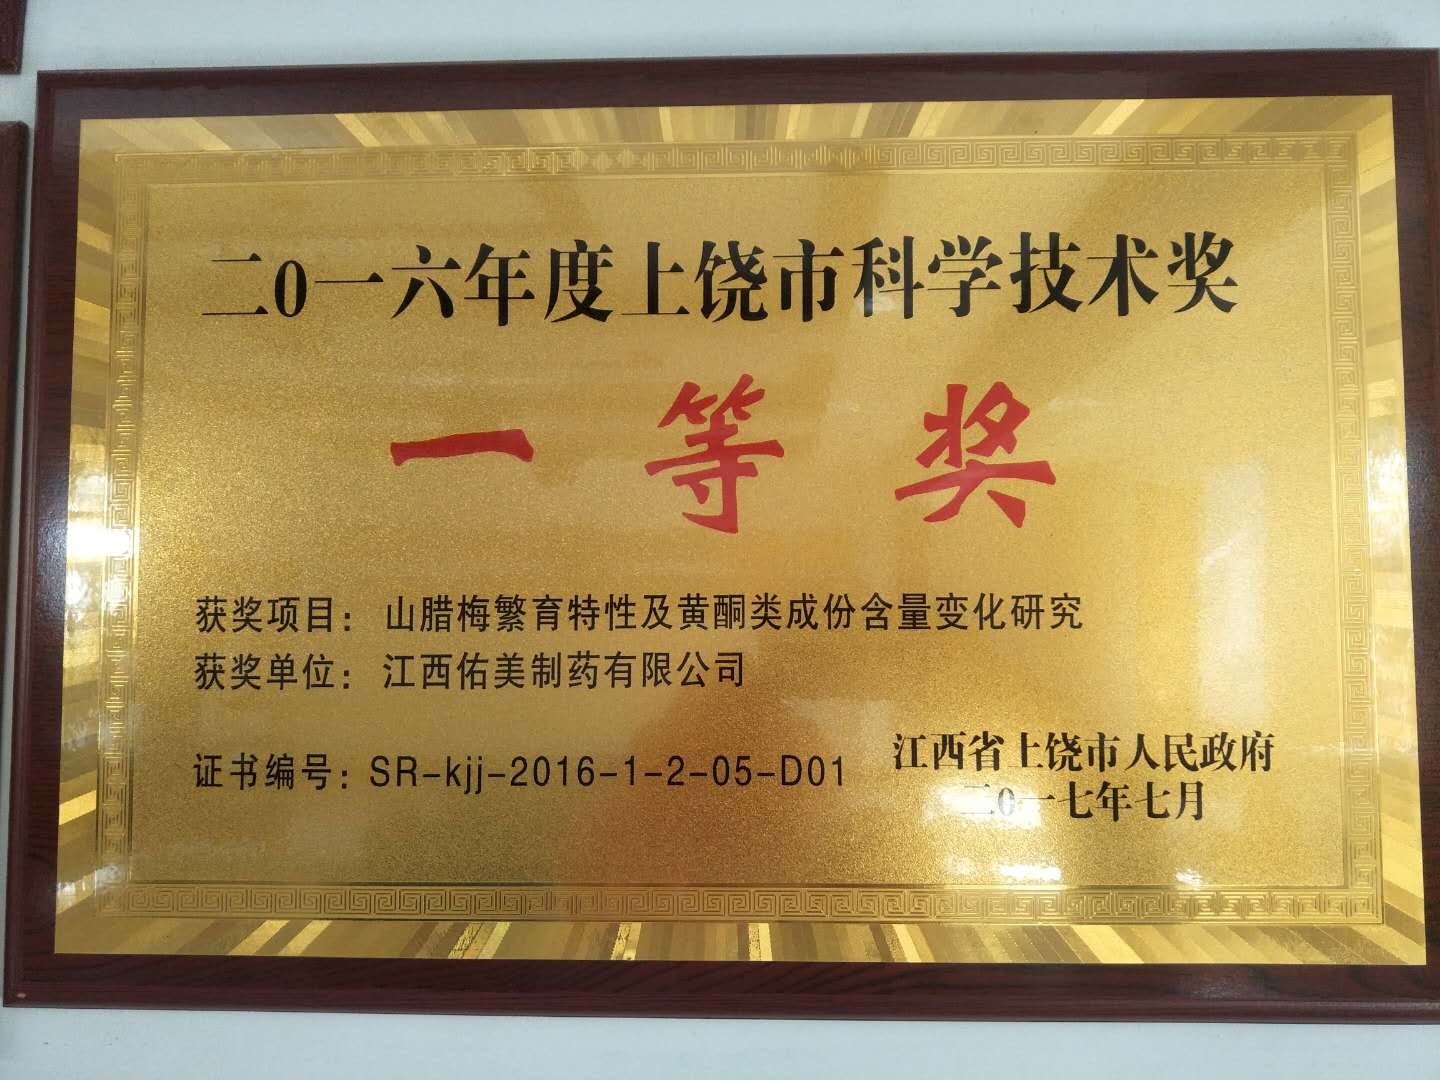 二0一六年度上饶市科学技术奖
一等奖
获奖项目：山腊梅繁育特性及黄酮类成份含量变化研究
获奖单位：江西佑美制药有限公司
证书编号：SR-kjj-2016-1-2-05-D01
江西省上饶市人民政府
二0一七年七月